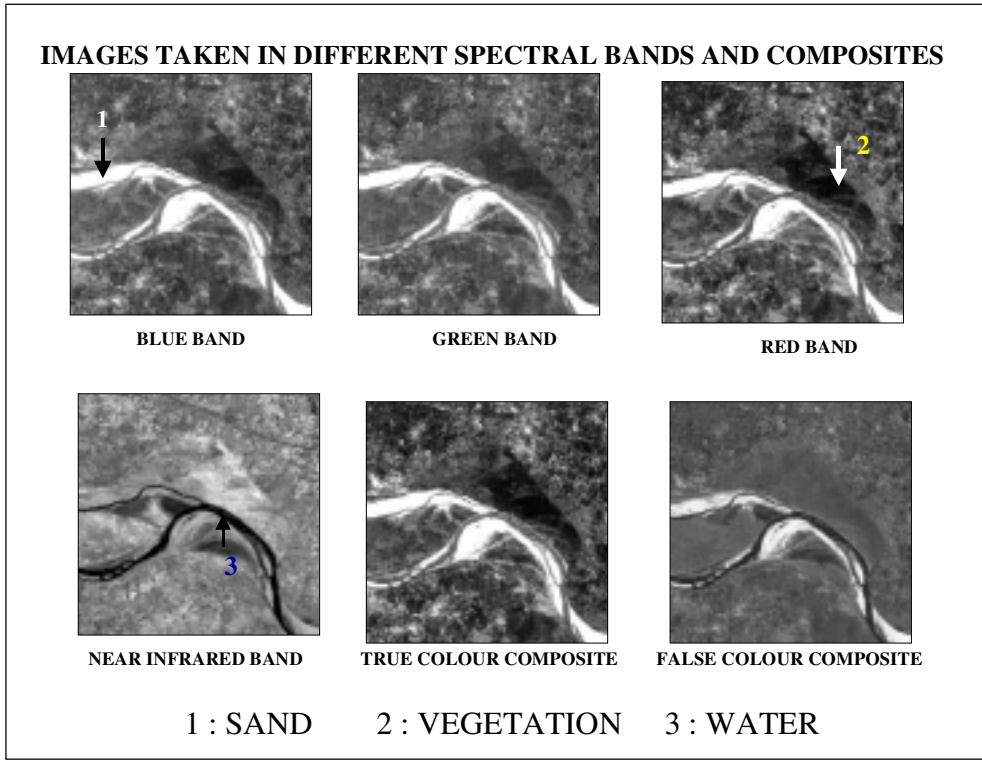 IMAGES TAKEN IN DIFFERENT SPECTRAL BANDS AND COMPOSITES
1
2
BLUE BAND
GREEN BAND
RED BAND
3
NEAR INFRARED BAND
TRUE COLOUR COMPOSITE
FALSE COLOUR COMPOSITE
1 : SAND 2 : VEGETATION 3 : WATER